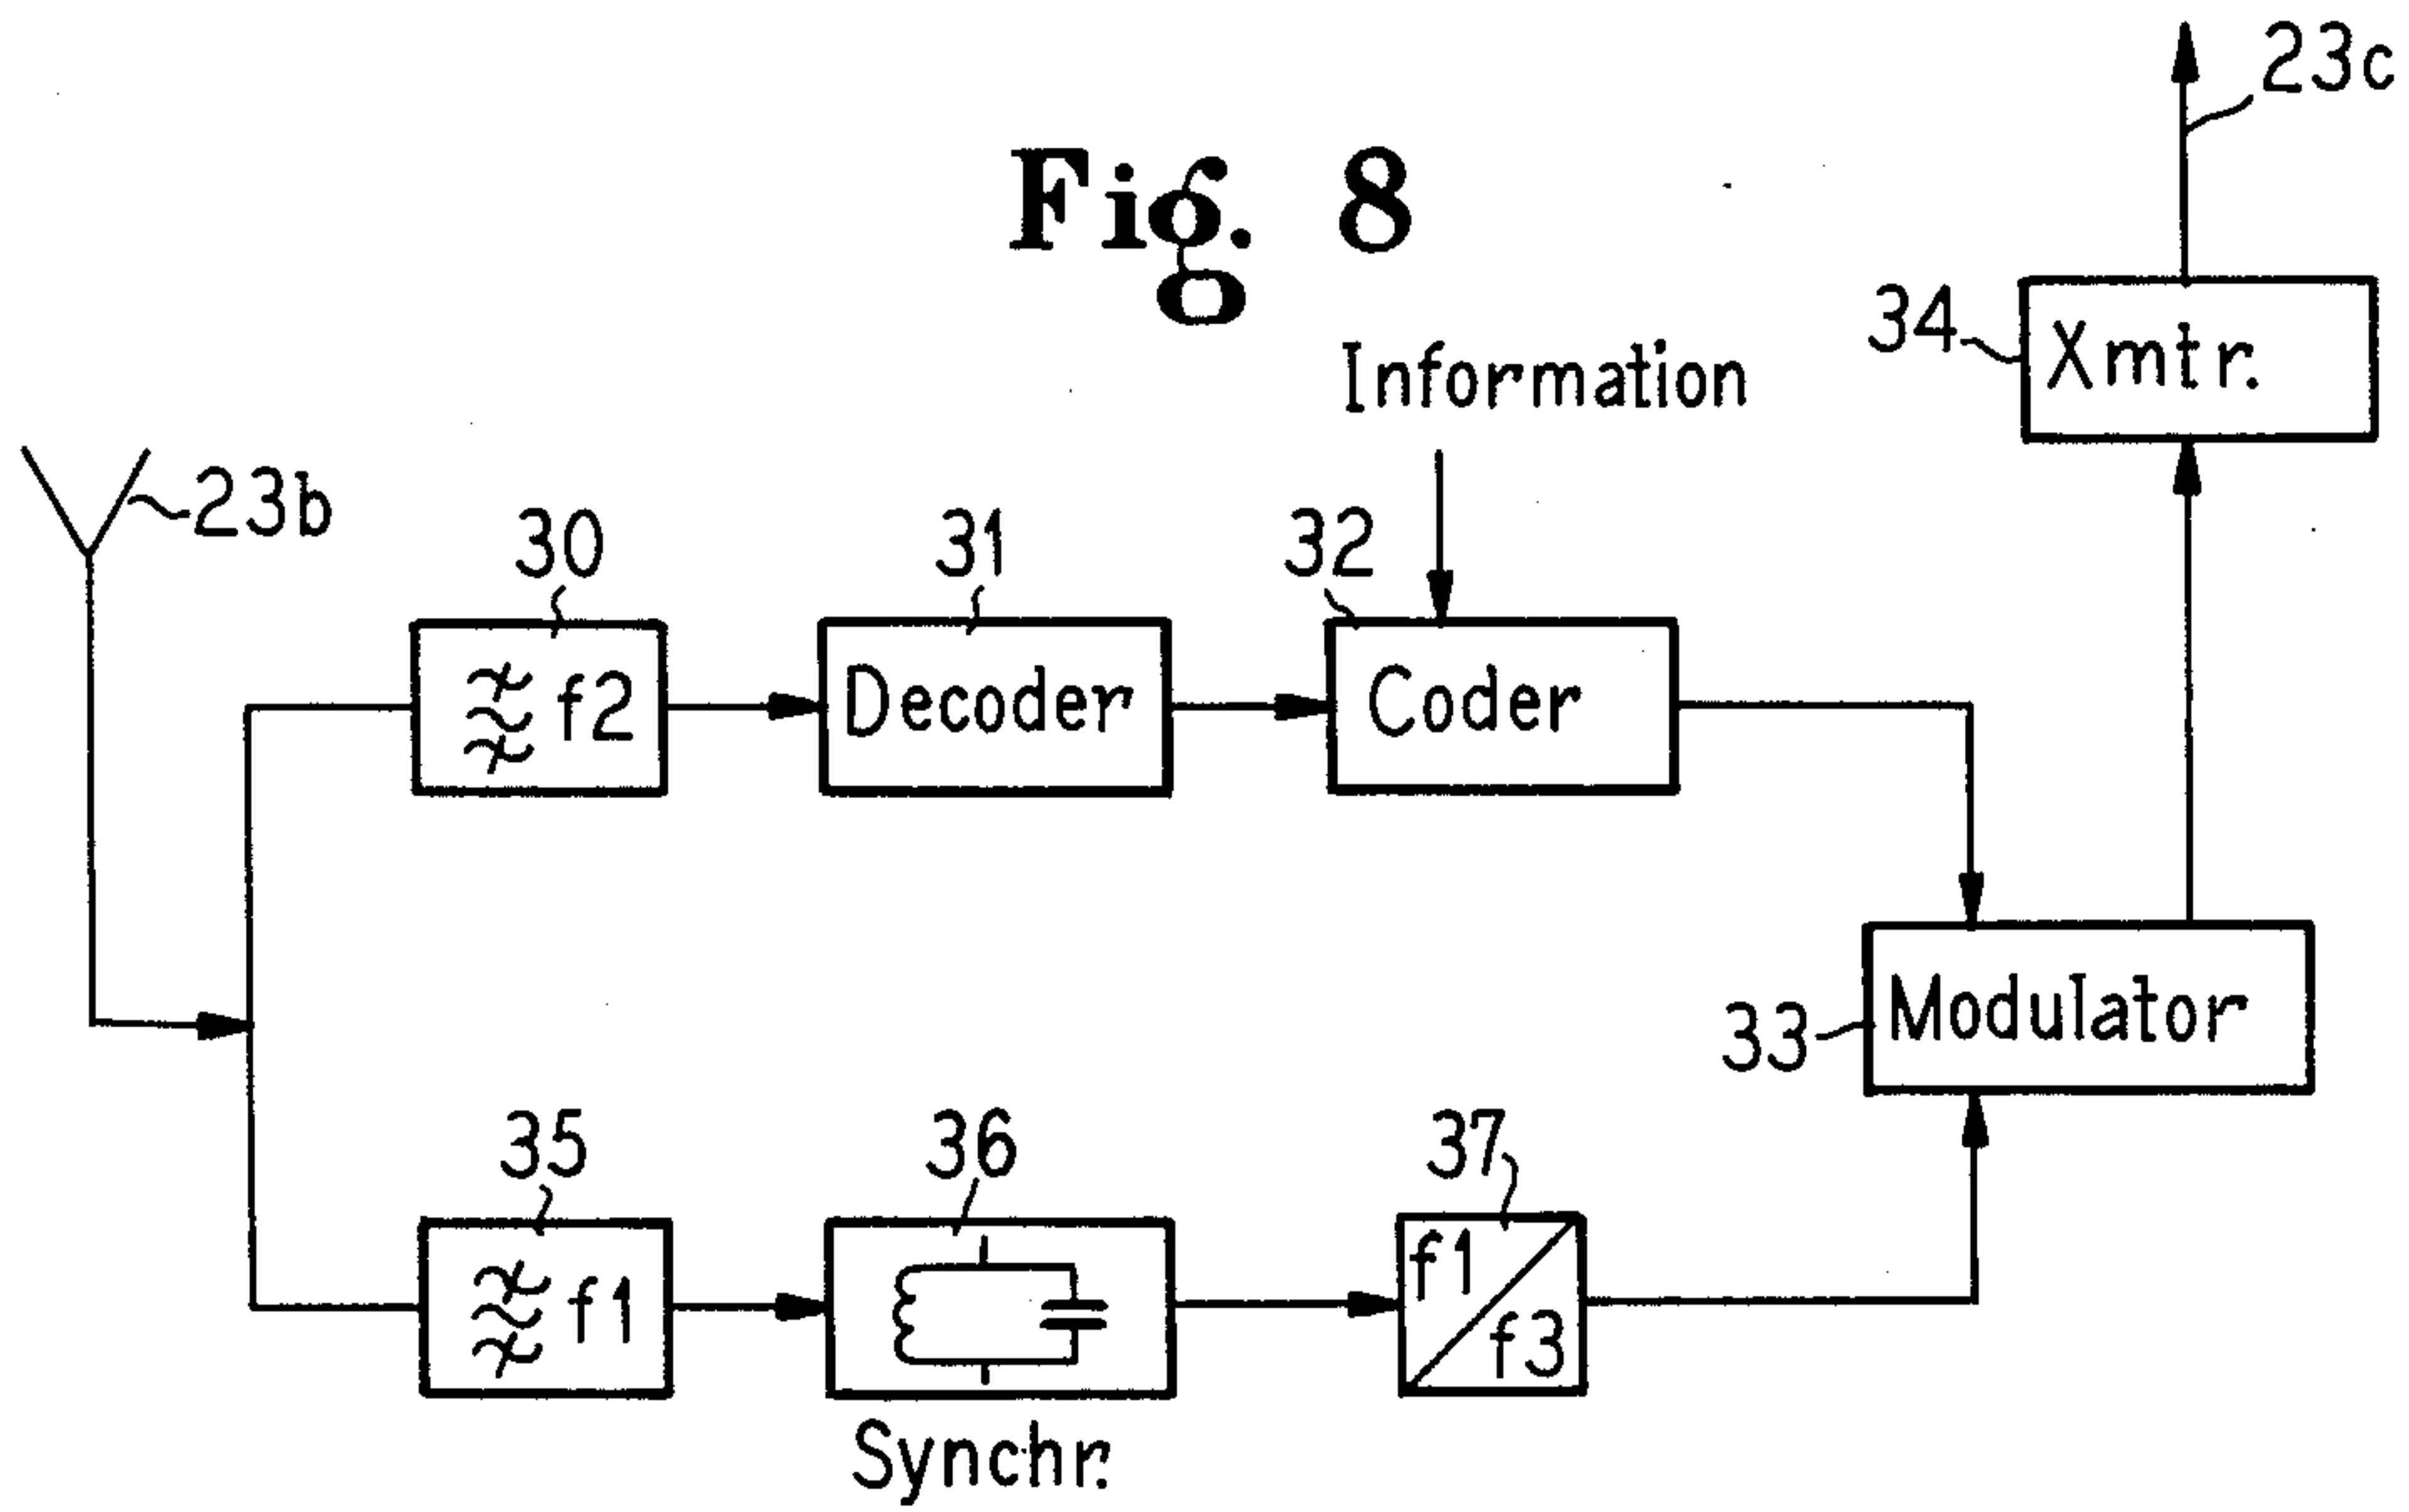 Fig. 8
23c
34
Xmtr.
Information
23b
30
31
32
f2
Decoder
Coder
33
Modulator
35
36
37
f1
f1
f3
Synchr.